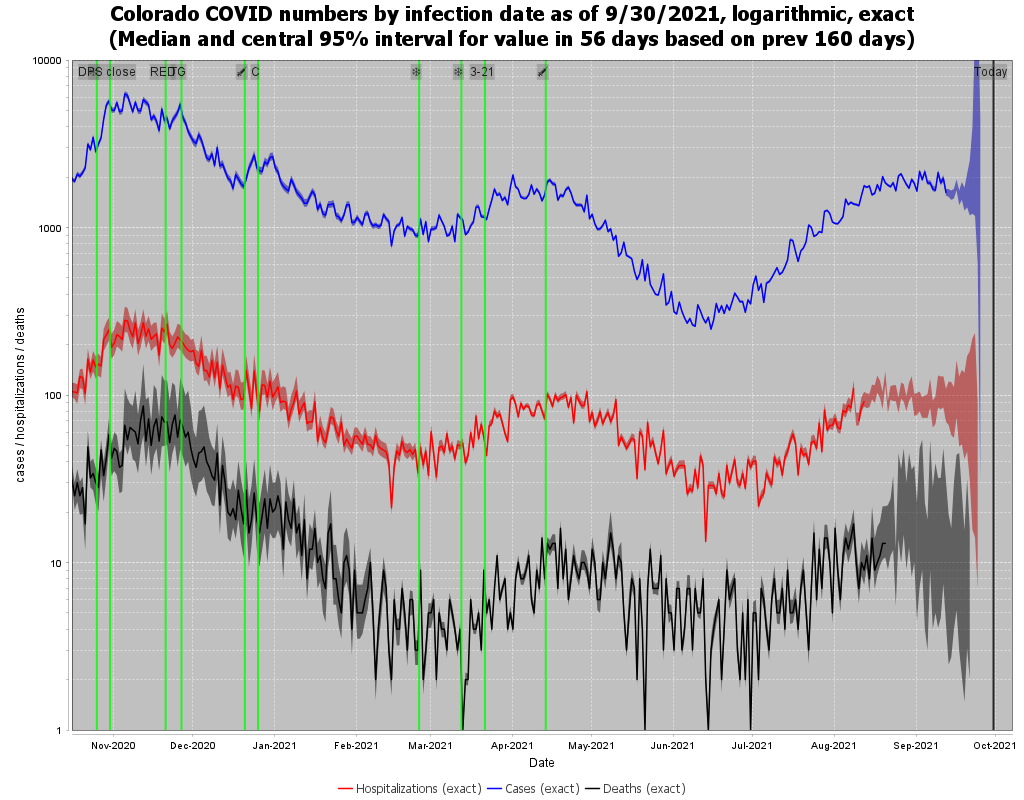 Colorado COVID numbers by infection date as of 9/30/2021, logarithmic, exact
(Median and central 95% interval for value in 56 days based on prev 160 days)
10000
1000
100
10
1
cases / hospitalizations / deaths
close
TG
C
3-21
Today
Nov-2020 Dec-2020 Jan-2021 Feb-2021 Mar-2021 Apr-2021 May-2021 Jun-2021 Jul-2021 Aug-2021 Sep-2021 Oct-2021
Date
Hospitalizations (exact) Cases (exact) Deaths (exact)